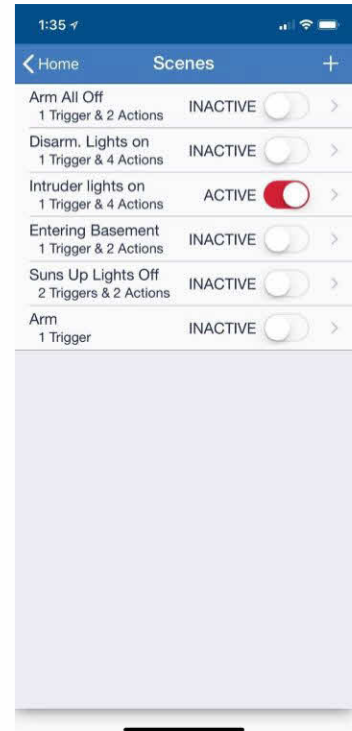 1:35
Home Scenes +
Arm All Off
1 Trigger & 2 Actions INACTIVE
Disarm. Lights on
1 Trigger & 4 Actions INACTIVE
Intruder lights on
1 Trigger & 4 Actions ACTIVE
Entering Basement
1 Trigger & 2 Actions INACTIVE
Suns Up Lights Off
2 Triggers & 2 Actions INACTIVE
Arm
1 Trigger INACTIVE